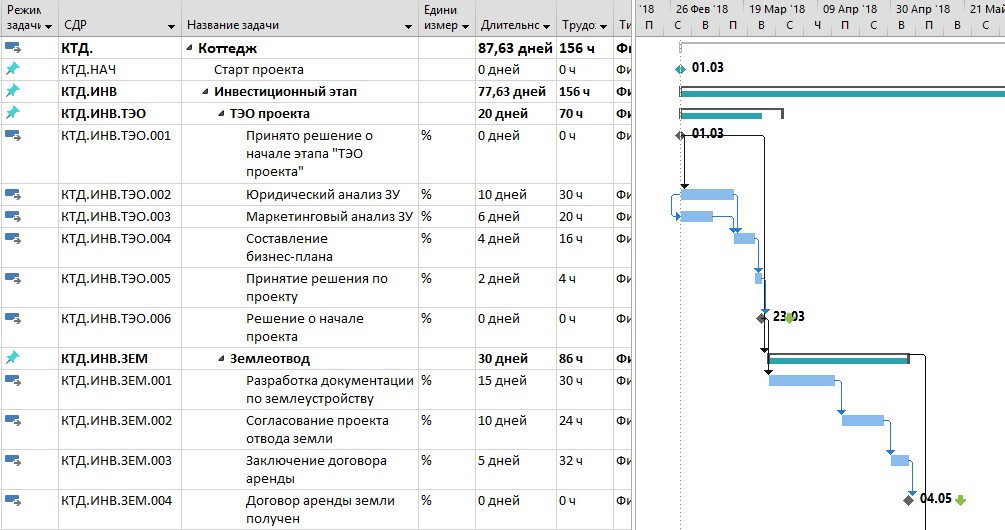 Режим задачи СДР Название задачи Едини измер Длительнос Трудоз Ти '18 26 Фев '18 19 Мар '18 09 Апр '18 30 Апр '18 21 Май
П С В Ч П С В Ч П С В Ч П С В Ч П
КТД. Коттедж 87,63 дней 156 ч Фи
КТД.НАЧ Старт проекта 0 дней 0 ч Фи 01.03
КТД.ИНВ Инвестиционный этап 77,63 дней 156 ч Фи
КТД.ИНВ.ТЭО ТЭО проекта 20 дней 70 ч Фи
КТД.ИНВ.ТЭО.001 Принято решение о % 0 дней 0 ч Фи 01.03
начале этапа "ТЭО
проекта"
КТД.ИНВ.ТЭО.002 Юридический анализ ЗУ % 10 дней 30 ч Фи
КТД.ИНВ.ТЭО.003 Маркетинговый анализ ЗУ % 6 дней 20 ч Фи
КТД.ИНВ.ТЭО.004 Составление % 4 дней 16 ч Фи
бизнес-плана
КТД.ИНВ.ТЭО.005 Принятие решения по % 2 дней 4 ч Фи
проекту
КТД.ИНВ.ТЭО.006 Решение о начале % 0 дней 0 ч Фи 23.03
проекта
КТД.ИНВ.ЗЕМ Землеотвод 30 дней 86 ч Фи
КТД.ИНВ.ЗЕМ.001 Разработка документации % 15 дней 30 ч Фи
по землеустройству
КТД.ИНВ.ЗЕМ.002 Согласование проекта % 10 дней 24 ч Фи
отвода земли
КТД.ИНВ.ЗЕМ.003 Заключение договора % 5 дней 32 ч Фи
аренды
КТД.ИНВ.ЗЕМ.004 Договор аренды земли % 0 дней 0 ч Фи 04.05
получен